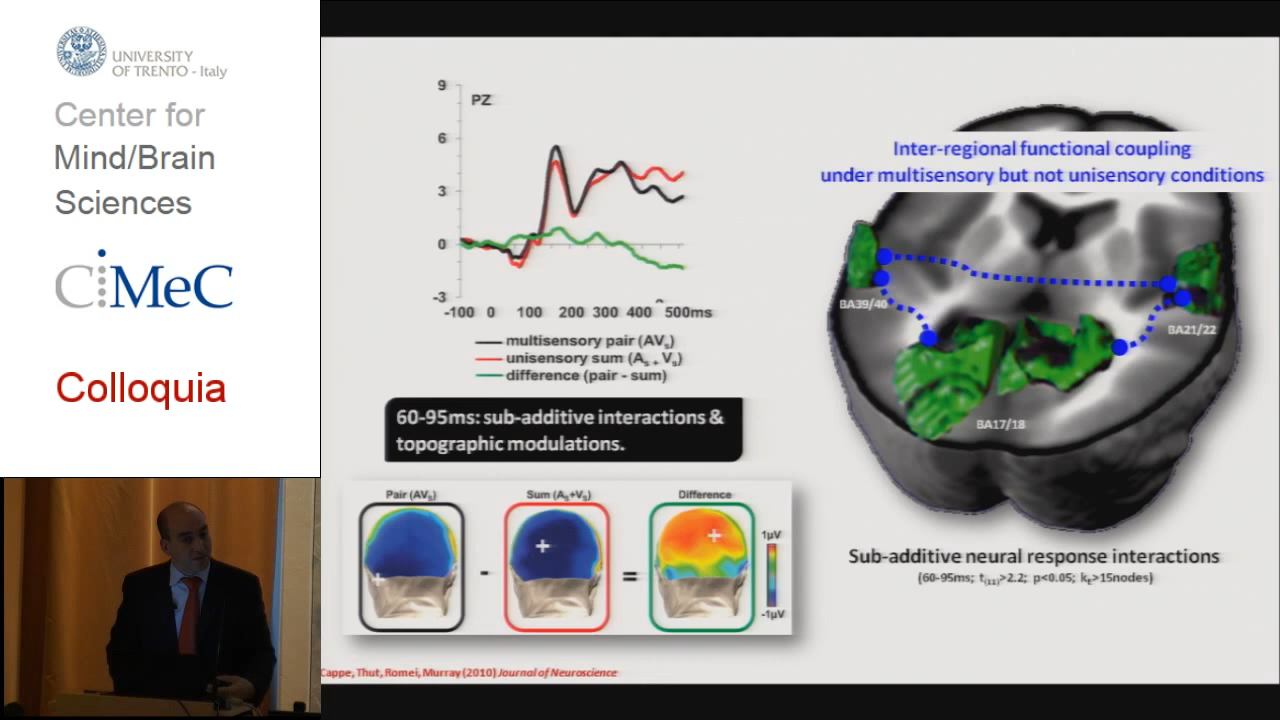 UNIVERSITY
OF TRENTO - Italy
Center for
Mind/Brain
Sciences
CiMeC
Colloquia
9
PZ
6
3
0
-3
-100 0 100 200 300 400 500ms
multisensory pair (AVs)
unisensory sum (As + Vs)
difference (pair - sum)
60-95ms: sub-additive interactions &
topographic modulations.
Pair (AVs)
Sum (As+Vs)
Difference
-
=
1µV
-1µV
Inter-regional functional coupling
under multisensory but not unisensory conditions
BA39/40
BA21/22
BA17/18
Sub-additive neural response interactions
(60-95ms; t(11)>2.2; p<0.05; kE>15nodes)
Cappe, Thut, Romei, Murray (2010) Journal of Neuroscience